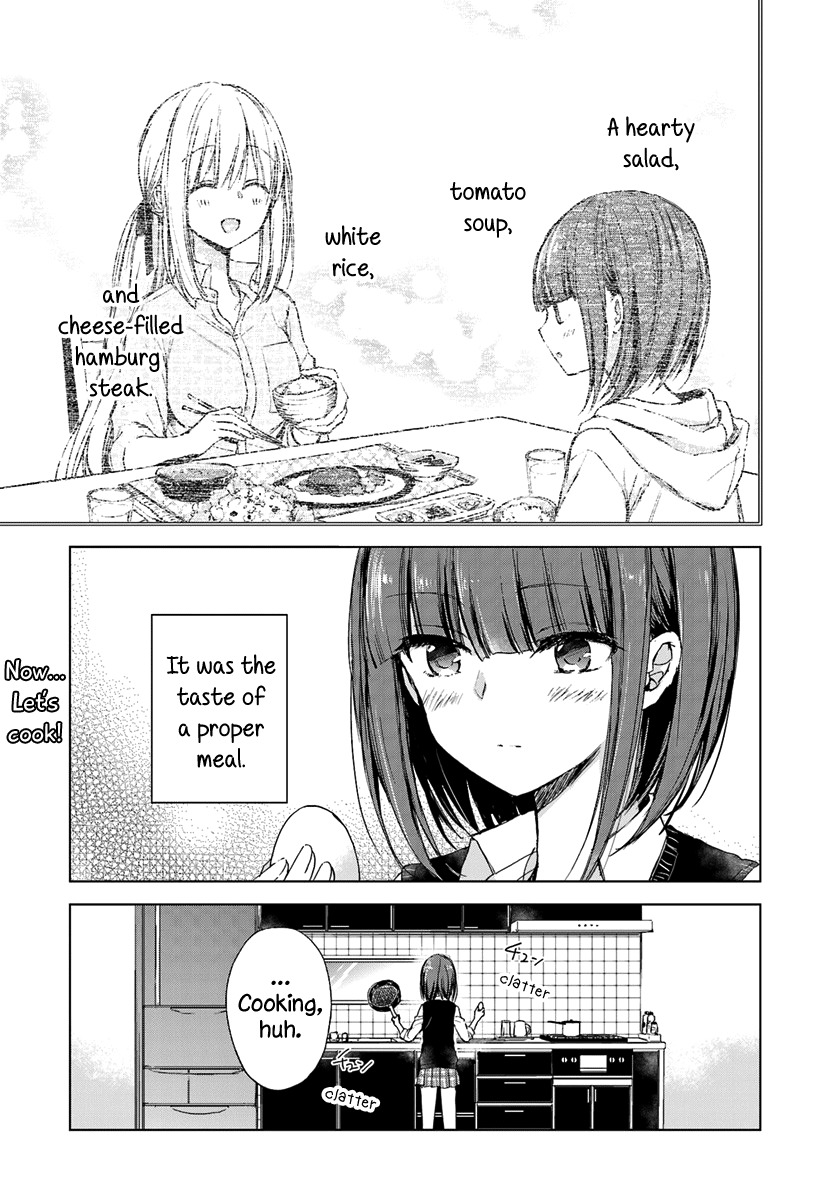 A hearty
salad,
tomato
soup,
white
rice,
and
cheese-filled
hamburg
steak.
It was the
taste of
a proper
meal.
Now...
Let's
cook!
...
Cooking,
huh.
clatter
clatter